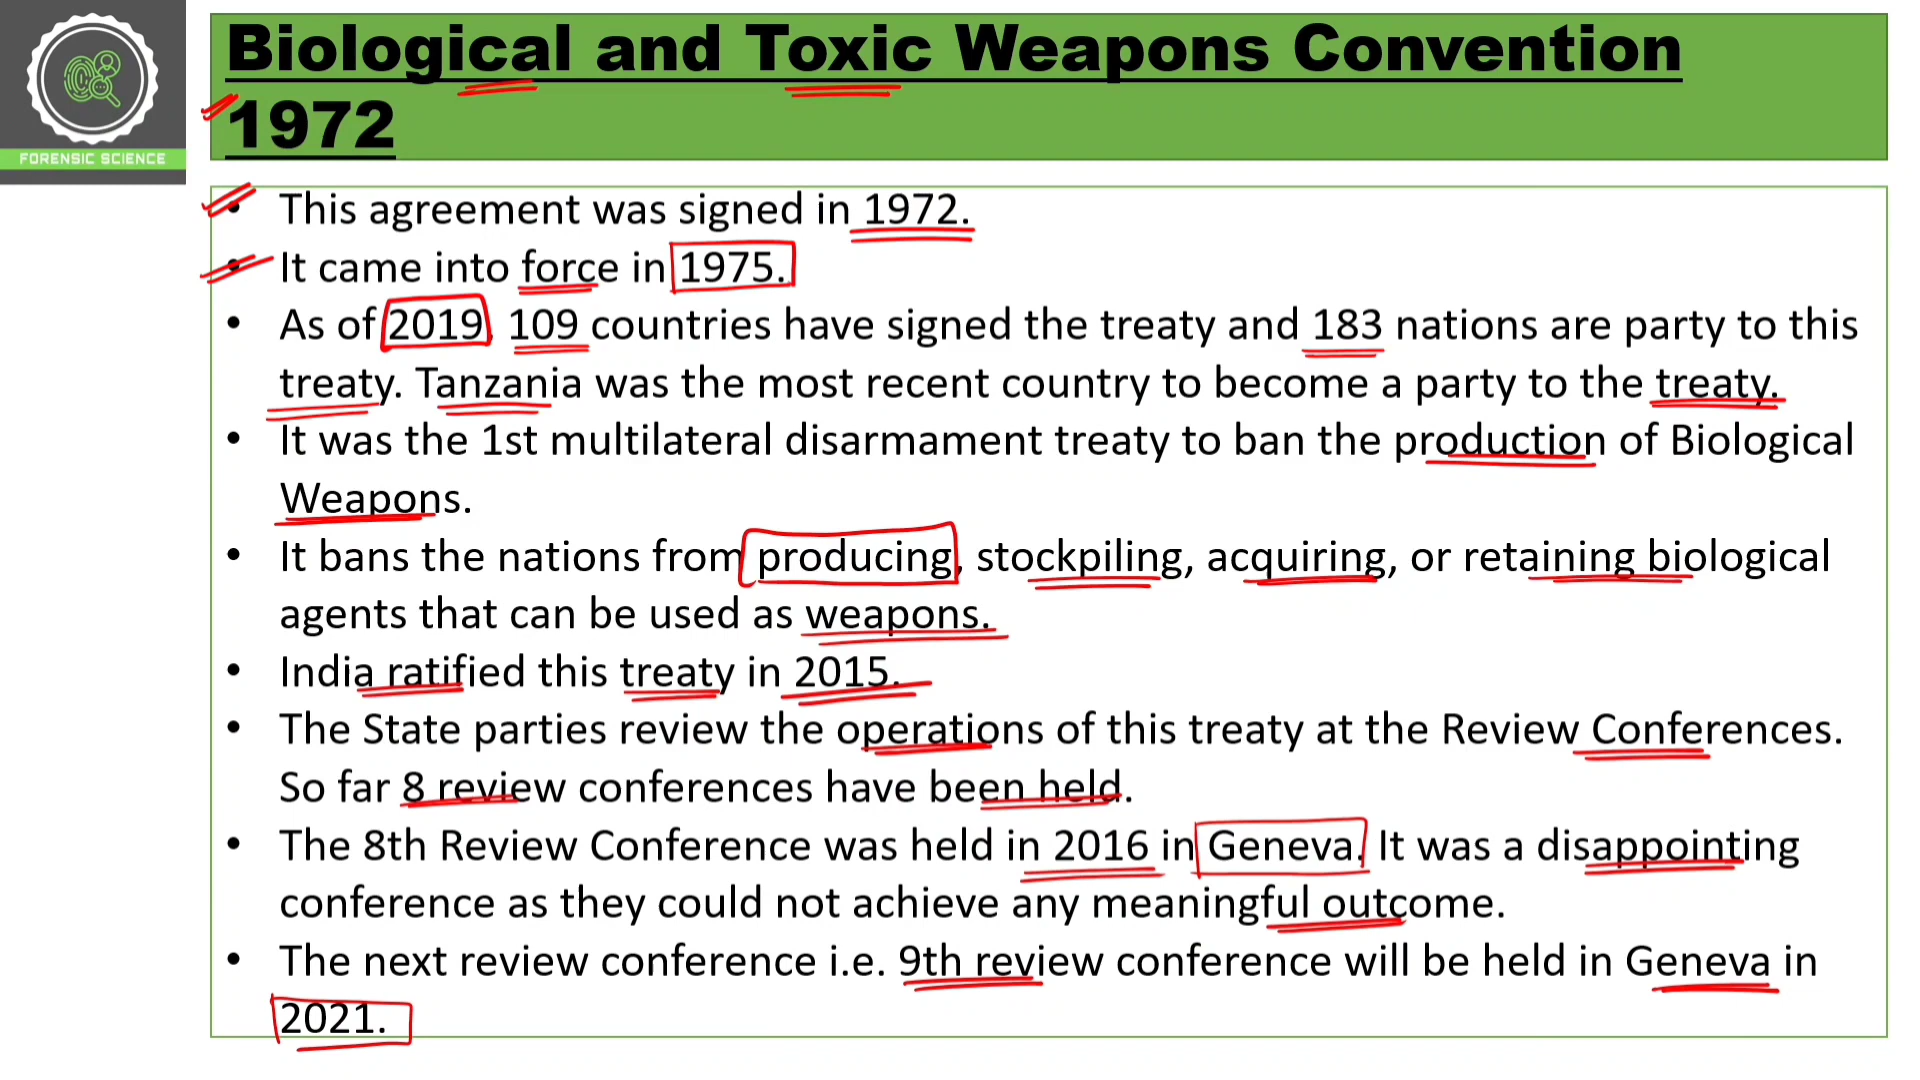 FORENSIC SCIENCE
Biological and Toxic Weapons Convention
1972
• This agreement was signed in 1972.
• It came into force in 1975.
• As of 2019, 109 countries have signed the treaty and 183 nations are party to this
treaty. Tanzania was the most recent country to become a party to the treaty.
• It was the 1st multilateral disarmament treaty to ban the production of Biological
Weapons.
• It bans the nations from producing, stockpiling, acquiring, or retaining biological
agents that can be used as weapons.
• India ratified this treaty in 2015.
• The State parties review the operations of this treaty at the Review Conferences.
So far 8 review conferences have been held.
• The 8th Review Conference was held in 2016 in Geneva. It was a disappointing
conference as they could not achieve any meaningful outcome.
• The next review conference i.e. 9th review conference will be held in Geneva in
2021.